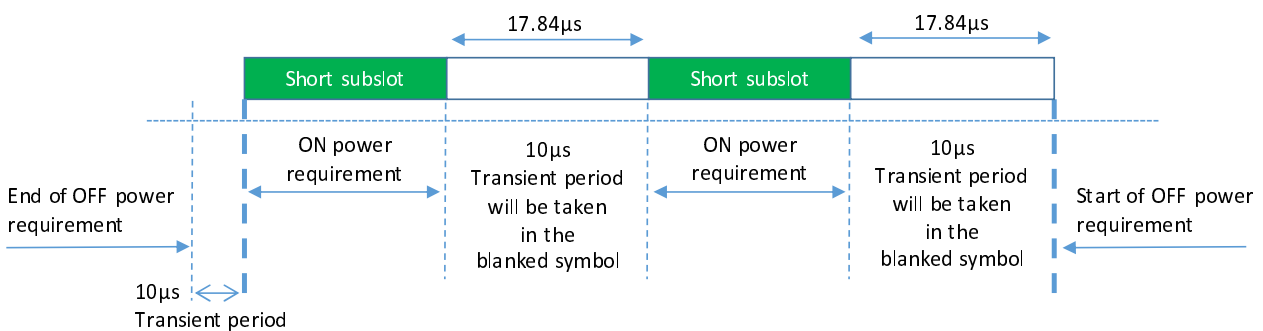 17.84µs
17.84µs
Short subslot
Short subslot
ON power
requirement
10µs
Transient period
will be taken
in the
blanked symbol
ON power
requirement
10µs
Transient period
will be taken
in the
blanked symbol
End of OFF power
requirement
Start of OFF power
requirement
10µs
Transient period